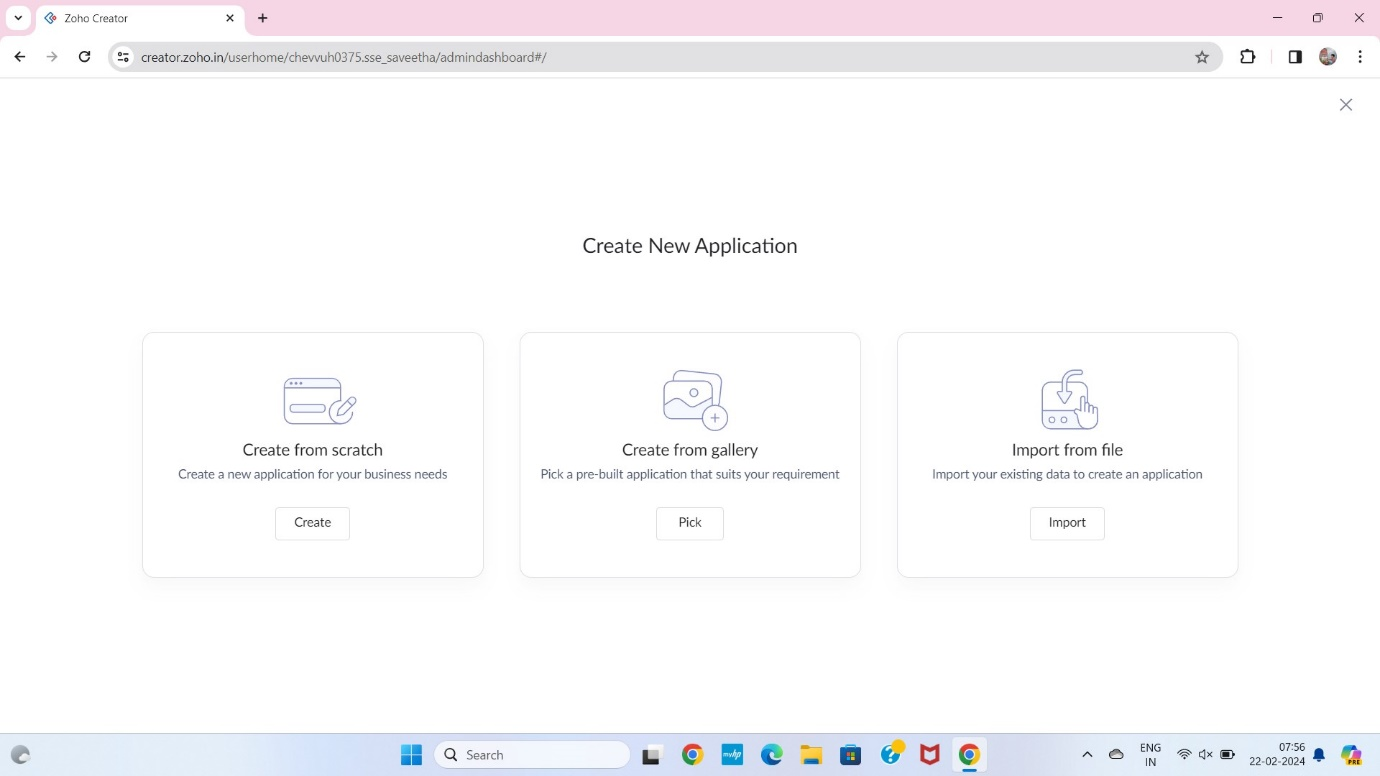 Zoho Creator
creator.zoho.in/userhome/chevvuh0375.sse_saveetha/admindashboard#/
Create New Application
Create from scratch
Create a new application for your business needs
Create
Create from gallery
Pick a pre-built application that suits your requirement
Pick
Import from file
Import your existing data to create an application
Import
Search
myhp
ENG
IN
07:56
22-02-2024
PRE